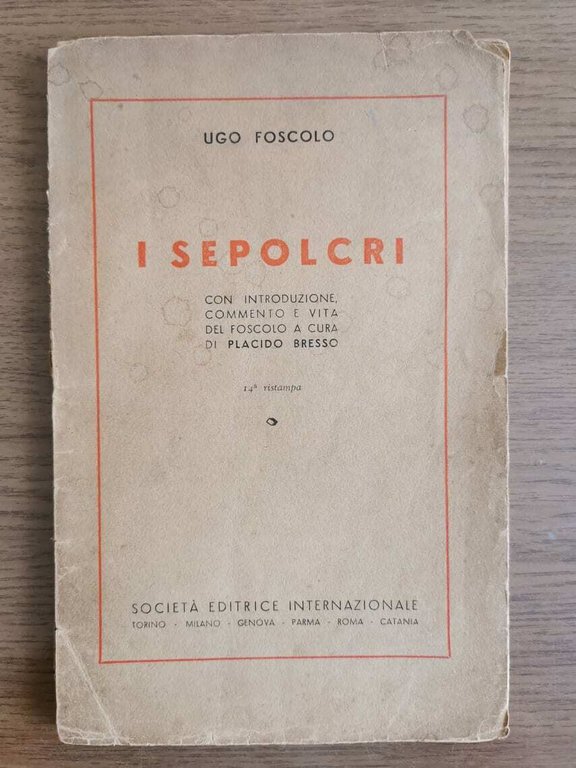 UGO FOSCOLO
I SEPOLCRI
CON INTRODUZIONE,
COMMENTO E VITA
DEL FOSCOLO A CURA
DI PLACIDO BRESSO
14ª ristampa
SOCIETÀ EDITRICE INTERNAZIONALE
TORINO - MILANO - GENOVA - PARMA - ROMA - CATANIA